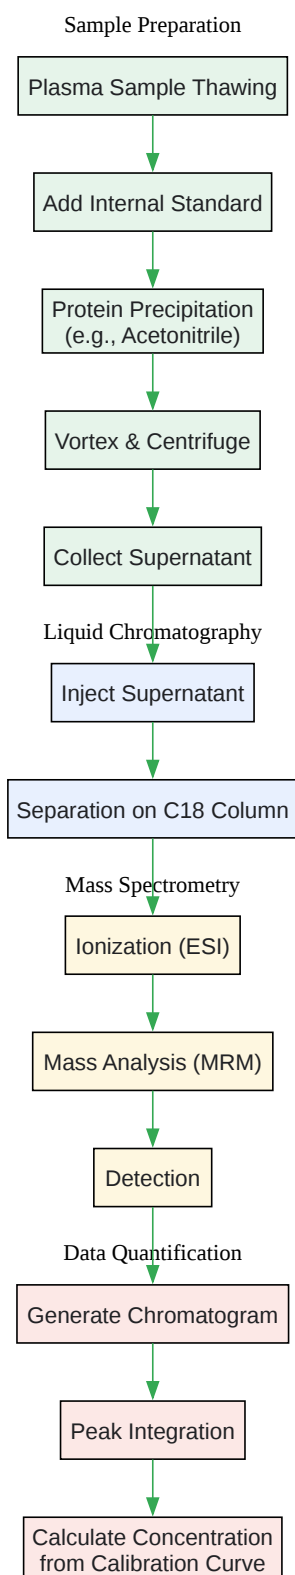 Sample Preparation
Plasma Sample Thawing
Add Internal Standard
Protein Precipitation
(e.g., Acetonitrile)
Vortex & Centrifuge
Collect Supernatant
Liquid Chromatography
Inject Supernatant
Separation on C18 Column
Mass Spectrometry
Ionization (ESI)
Mass Analysis (MRM)
Detection
Data Quantification
Generate Chromatogram
Peak Integration
Calculate Concentration
from Calibration Curve